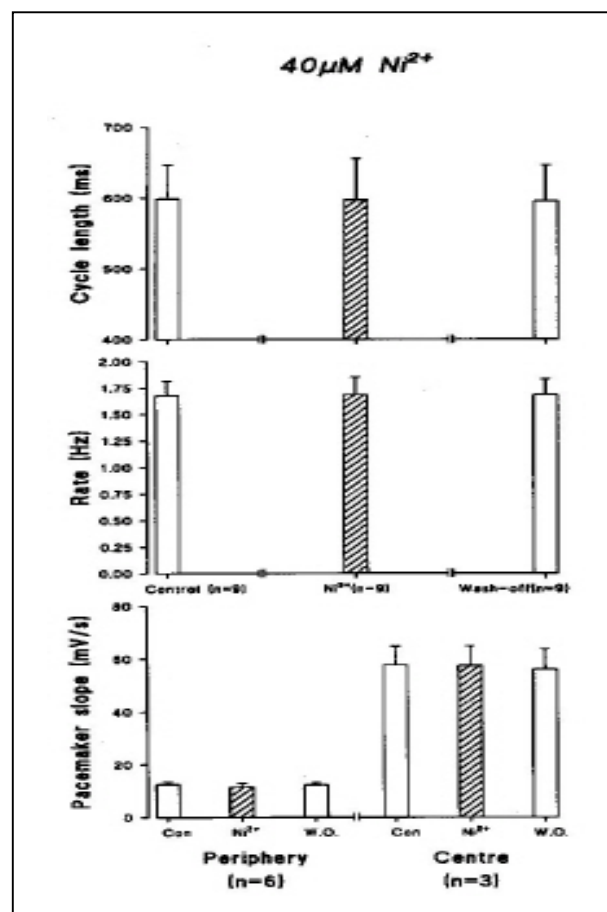 40μM Ni²⁺
Cycle length (ms)
700
600
500
400
Rate (Hz)
2.00
1.75
1.50
1.25
1.00
0.75
0.50
0.25
0.00
Control (n=9) Ni²⁺(n=9) Wash-off(n=9)
Pacemaker slope (mV/s)
80
60
40
20
0
Con Ni²⁺ W.O. Con Ni²⁺ W.O.
Periphery Centre
(n=6) (n=3)